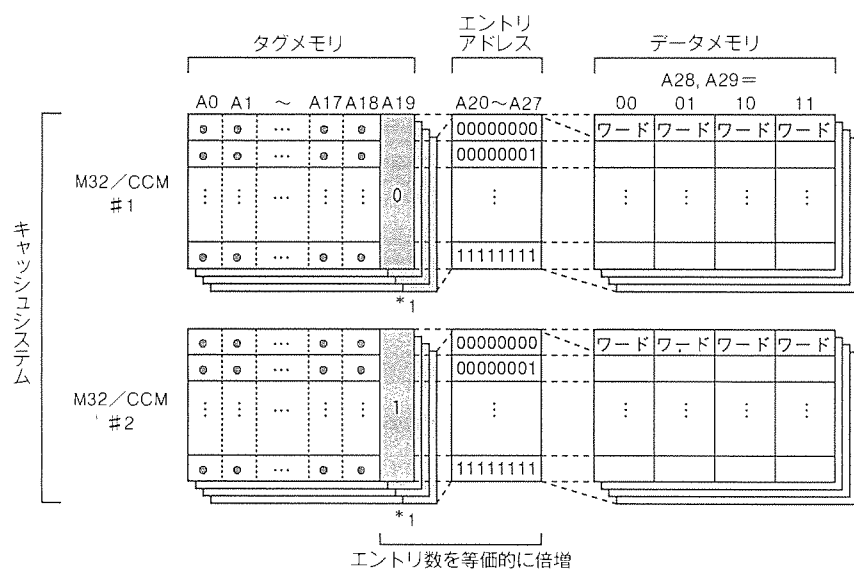 タグメモリ
エントリ
アドレス
データメモリ
A28, A29＝
A0 A1 ～ A17 A18 A19
A20～A27
00 01 10 11
00000000
ワード ワード ワード ワード
00000001
⋮ ⋮ … ⋮ ⋮ 0 ⋮ ⋮ ⋮ ⋮ ⋮
M32／CCM
＃1
11111111
*1
キャッシュシステム
00000000
ワード ワード ワード ワード
00000001
⋮ ⋮ … ⋮ ⋮ 1 ⋮ ⋮ ⋮ ⋮ ⋮
M32／CCM
＃2
11111111
*1
エントリ数を等価的に倍増